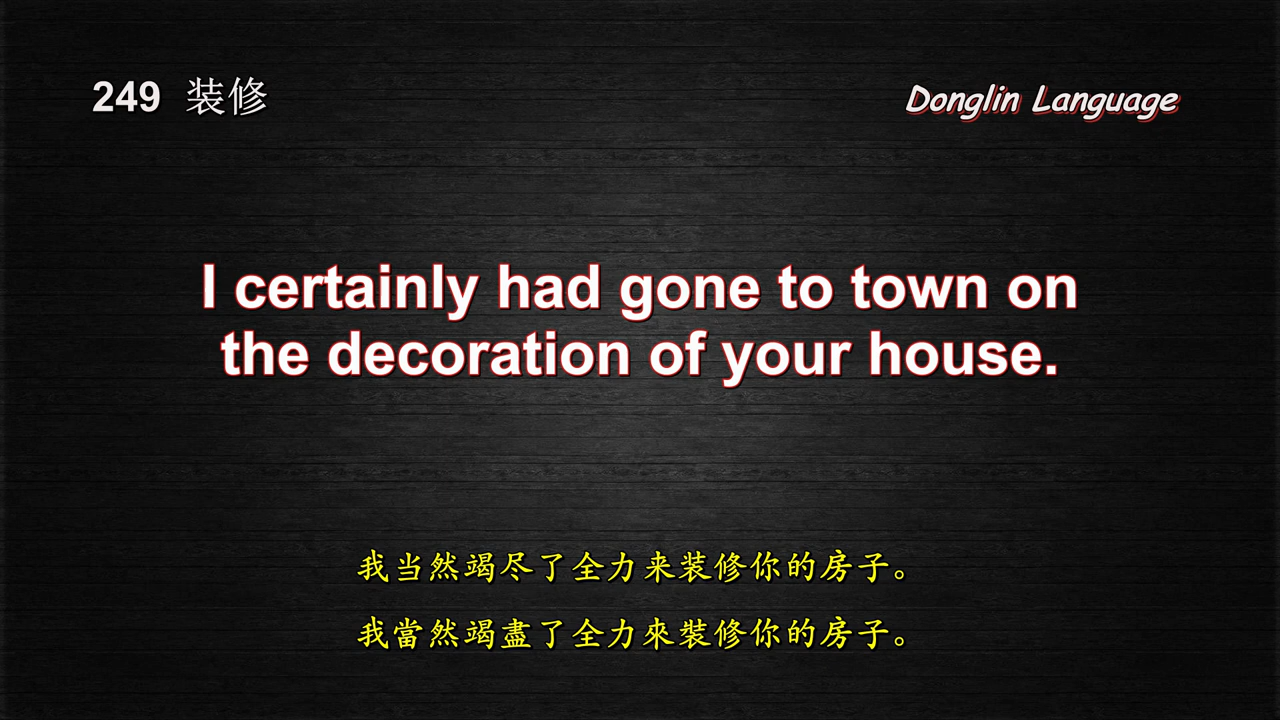 249 装修
Donglin Language
I certainly had gone to town on
the decoration of your house.
我当然竭尽了全力来装修你的房子。
我當然竭盡了全力來裝修你的房子。